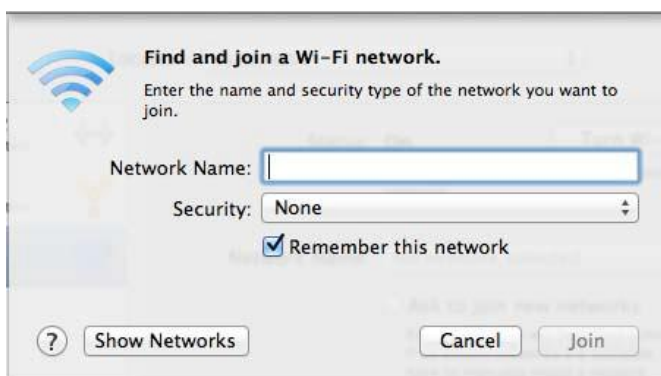 Find and join a Wi-Fi network.
Enter the name and security type of the network you want to
join.
Network Name:
Security: None
Remember this network
? Show Networks Cancel Join